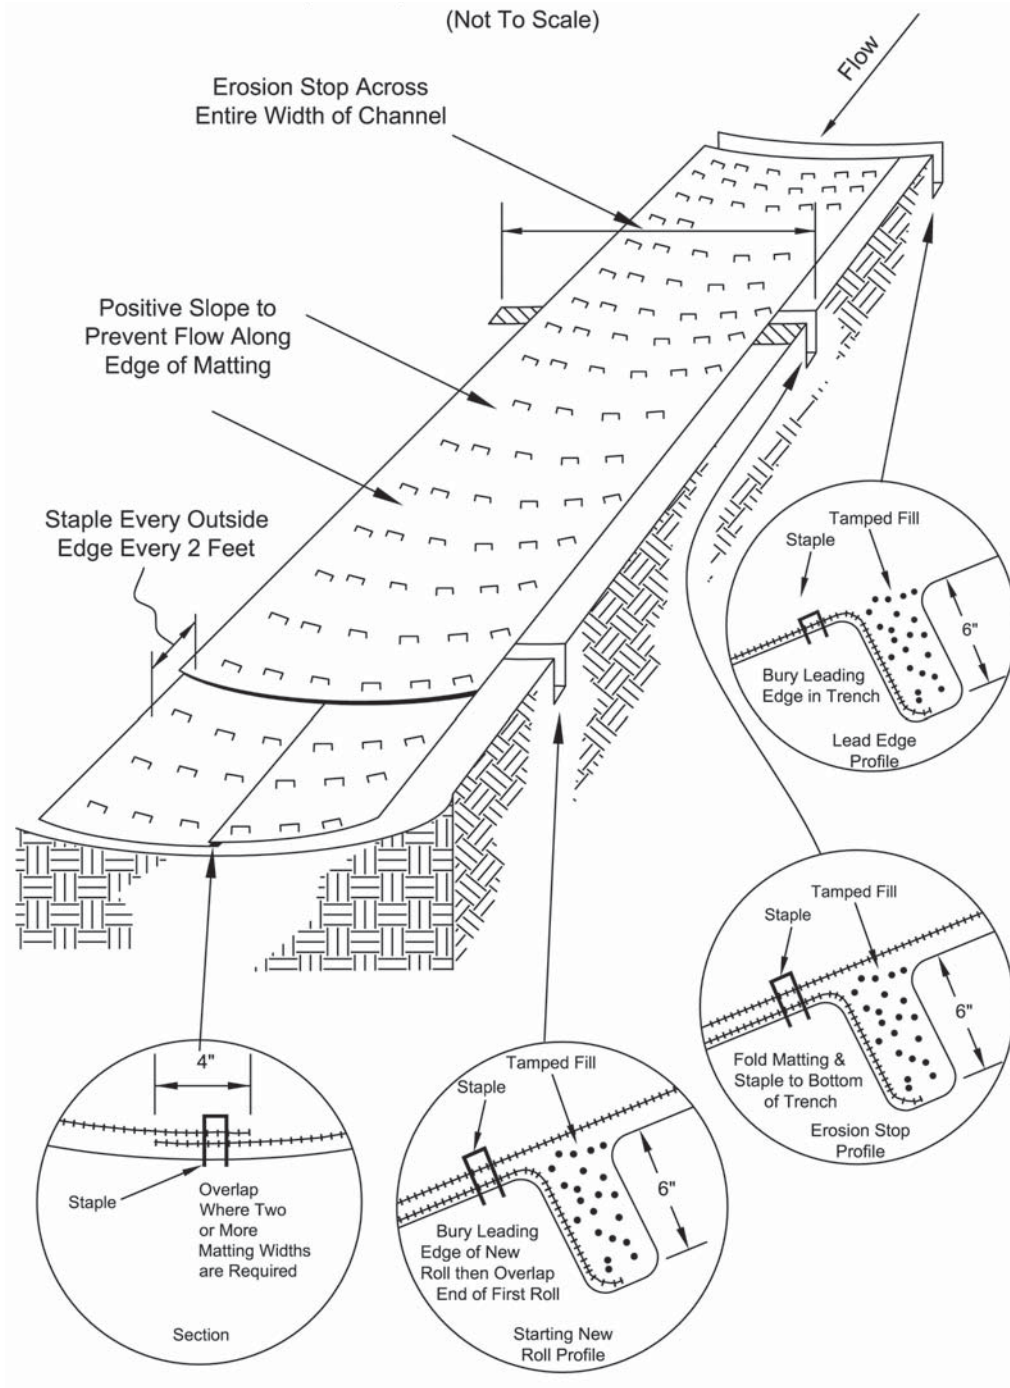 (Not To Scale)
Flow
Erosion Stop Across
Entire Width of Channel
Positive Slope to
Prevent Flow Along
Edge of Matting
Staple Every Outside
Edge Every 2 Feet
Tamped Fill
Staple
6"
Bury Leading
Edge in Trench
Lead Edge
Profile
Tamped Fill
Staple
6"
Fold Matting &
Staple to Bottom
of Trench
Erosion Stop
Profile
4"
Staple
Overlap
Where Two
or More
Matting Widths
are Required
Section
Tamped Fill
Staple
6"
Bury Leading
Edge of New
Roll then Overlap
End of First Roll
Starting New
Roll Profile